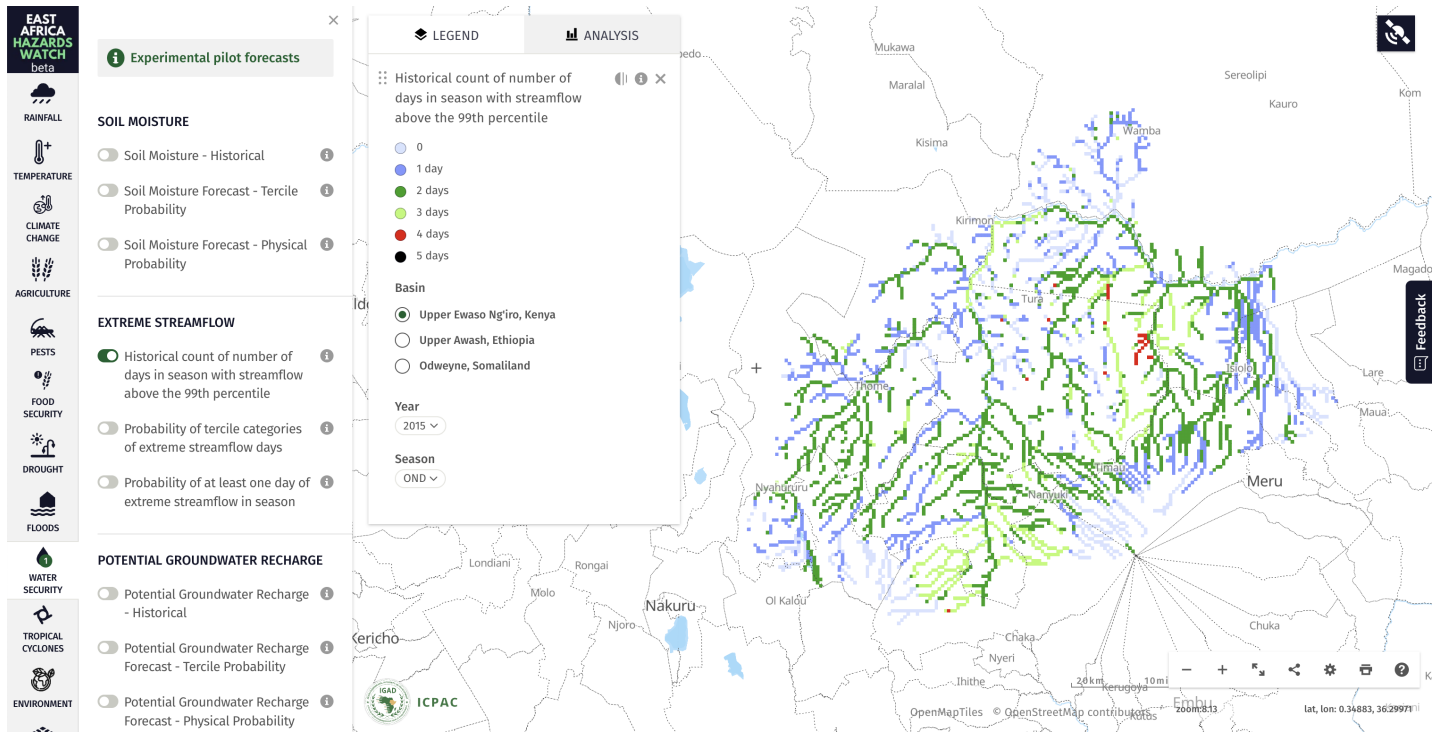 EAST
AFRICA
HAZARDS
WATCH
beta
RAINFALL
TEMPERATURE
CLIMATE
CHANGE
AGRICULTURE
PESTS
FOOD
SECURITY
DROUGHT
FLOODS
1
WATER
SECURITY
TROPICAL
CYCLONES
ENVIRONMENT
Experimental pilot forecasts
SOIL MOISTURE
Soil Moisture - Historical
Soil Moisture Forecast - Tercile
Probability
Soil Moisture Forecast - Physical
Probability
EXTREME STREAMFLOW
Historical count of number of
days in season with streamflow
above the 99th percentile
Probability of tercile categories
of extreme streamflow days
Probability of at least one day of
extreme streamflow in season
POTENTIAL GROUNDWATER RECHARGE
Potential Groundwater Recharge
- Historical
Potential Groundwater Recharge
Forecast - Tercile Probability
Potential Groundwater Recharge
Forecast - Physical Probability
LEGEND
ANALYSIS
Historical count of number of
days in season with streamflow
above the 99th percentile
0
1 day
2 days
3 days
4 days
5 days
Basin
Upper Ewaso Ng'iro, Kenya
Upper Awash, Ethiopia
Odweyne, Somaliland
Year
2015
Season
OND
Mukawa
Maralal
Kisima
Sereolipi
Kauro
Kom
Wamba
Kirimon
Magado
Tura
Isiolo
Lare
Maua
Thome
Timau
Nanyuki
Meru
Nyahururu
Londiani
Rongai
Molo
Nakuru
Njoro
Kericho
Ol Kalou
Chuka
Chaka
Nyeri
Ihithe
Kerugoya
Kutus
Embu
20km
10mi
IGAD
ICPAC
OpenMapTiles © OpenStreetMap contributors
zoom:8.13
lat, lon: 0.34883, 36.29971
Feedback